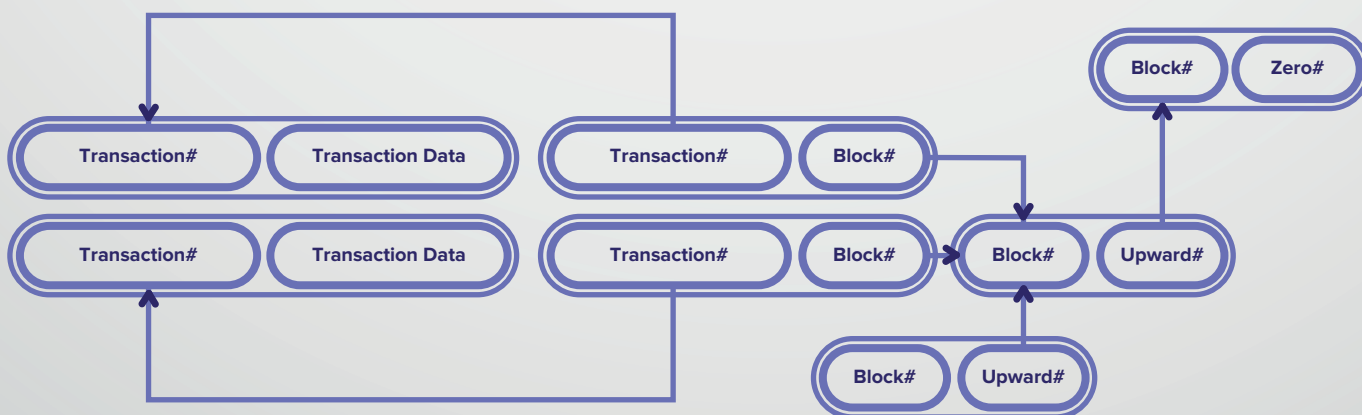 Block# Zero#
Transaction# Transaction Data Transaction# Block#
Transaction# Transaction Data Transaction# Block# Block# Upward#
Block# Upward#